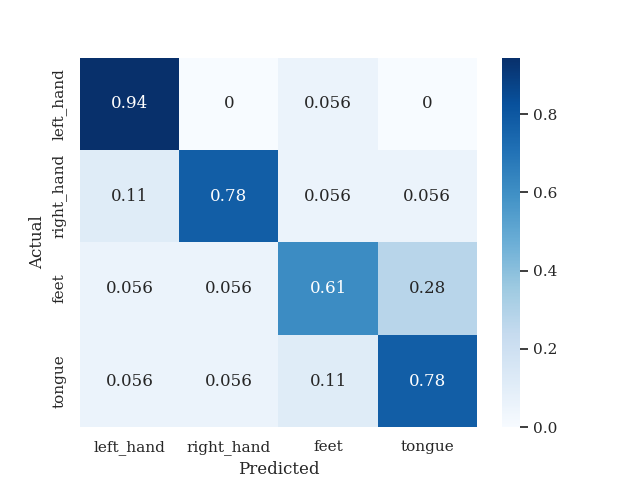 left_hand
0.94 0 0.056 0
right_hand
0.11 0.78 0.056 0.056
Actual
feet
0.056 0.056 0.61 0.28
tongue
0.056 0.056 0.11 0.78
left_hand right_hand feet tongue
Predicted
0.8
0.6
0.4
0.2
0.0